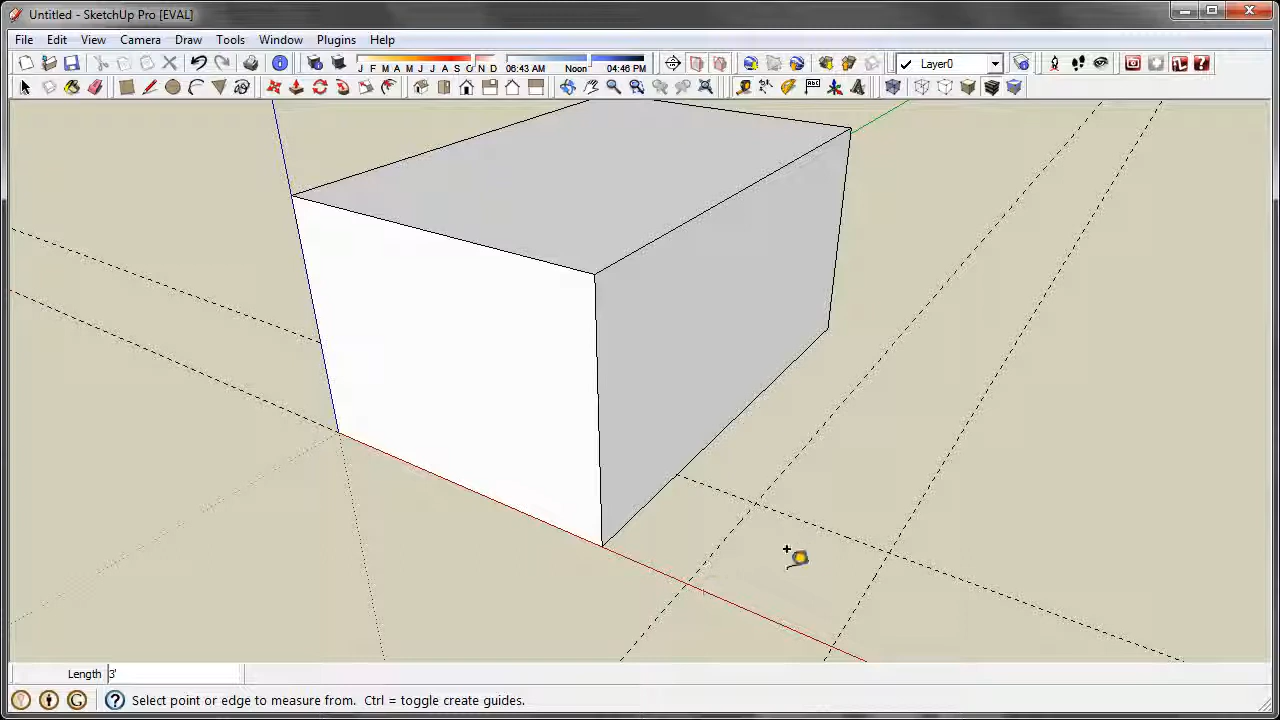 Untitled - SketchUp Pro [EVAL]
File Edit View Camera Draw Tools Window Plugins Help
J F M A M J J A S O N D 06:43 AM Noon 04:46 PM Layer0
Length 3'
Select point or edge to measure from. Ctrl = toggle create guides.